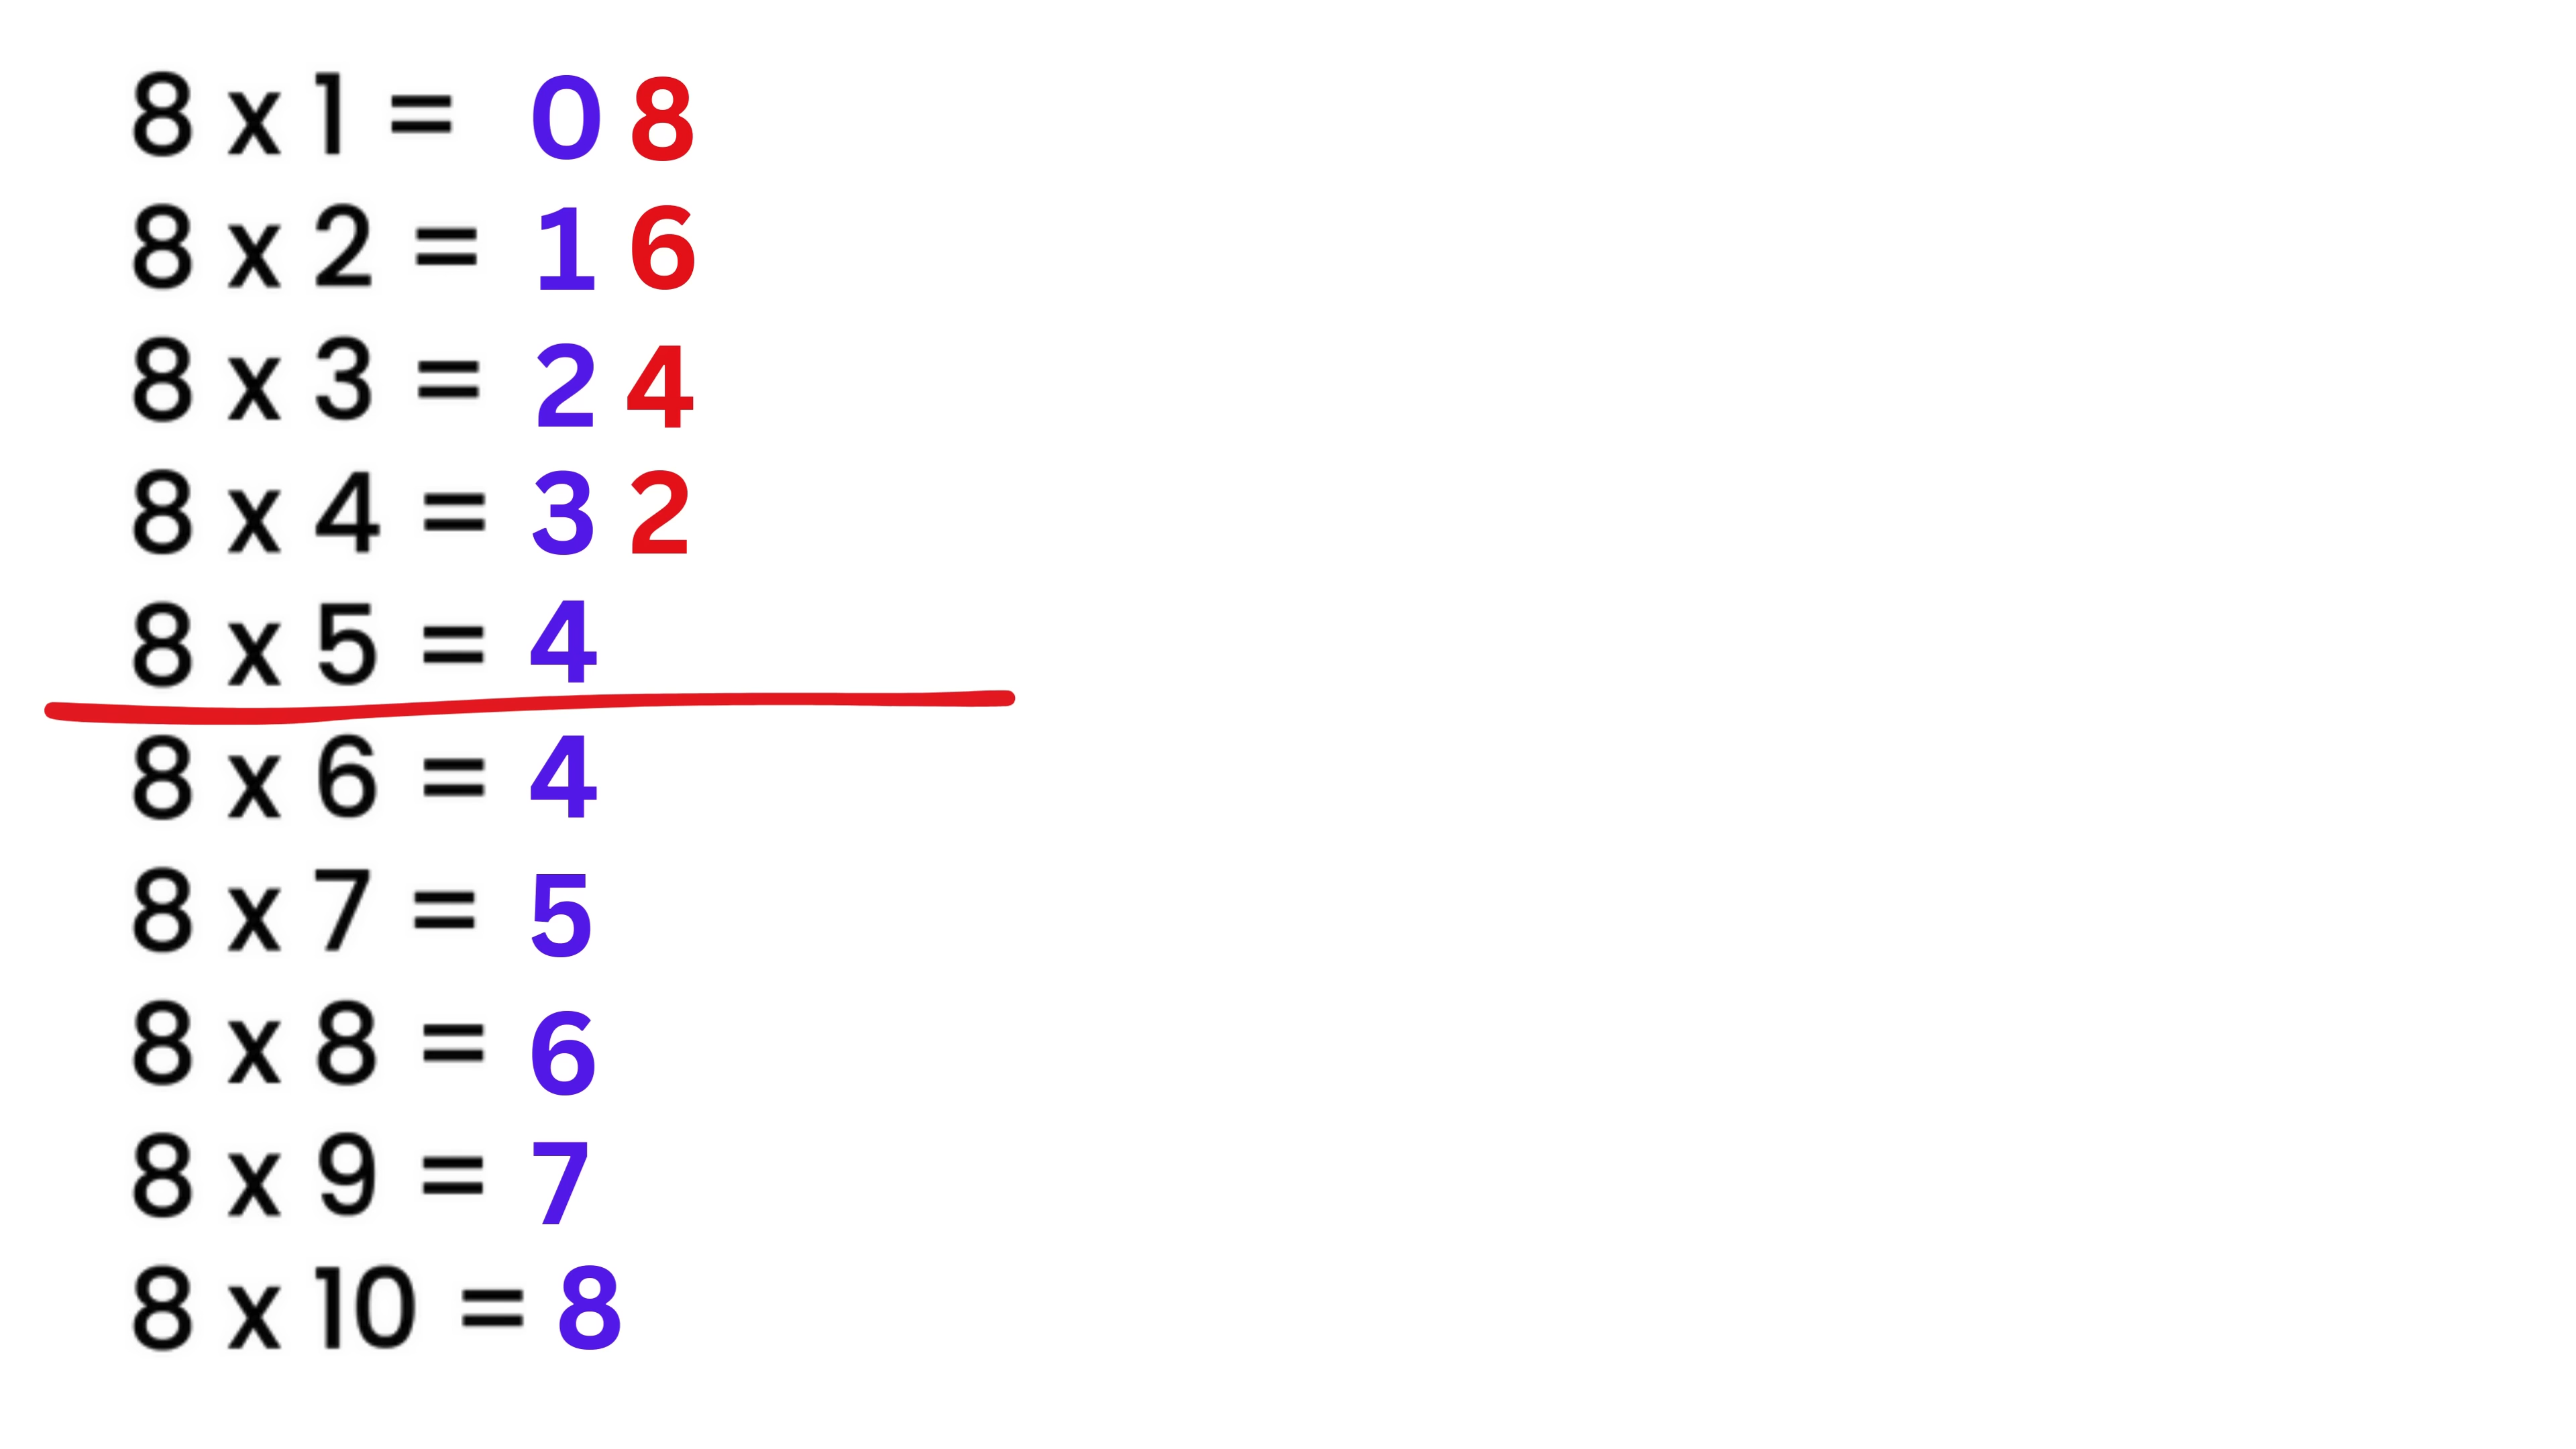 8 x 1 = 0 8
8 x 2 = 1 6
8 x 3 = 2 4
8 x 4 = 3 2
8 x 5 = 4
8 x 6 = 4
8 x 7 = 5
8 x 8 = 6
8 x 9 = 7
8 x 10 = 8